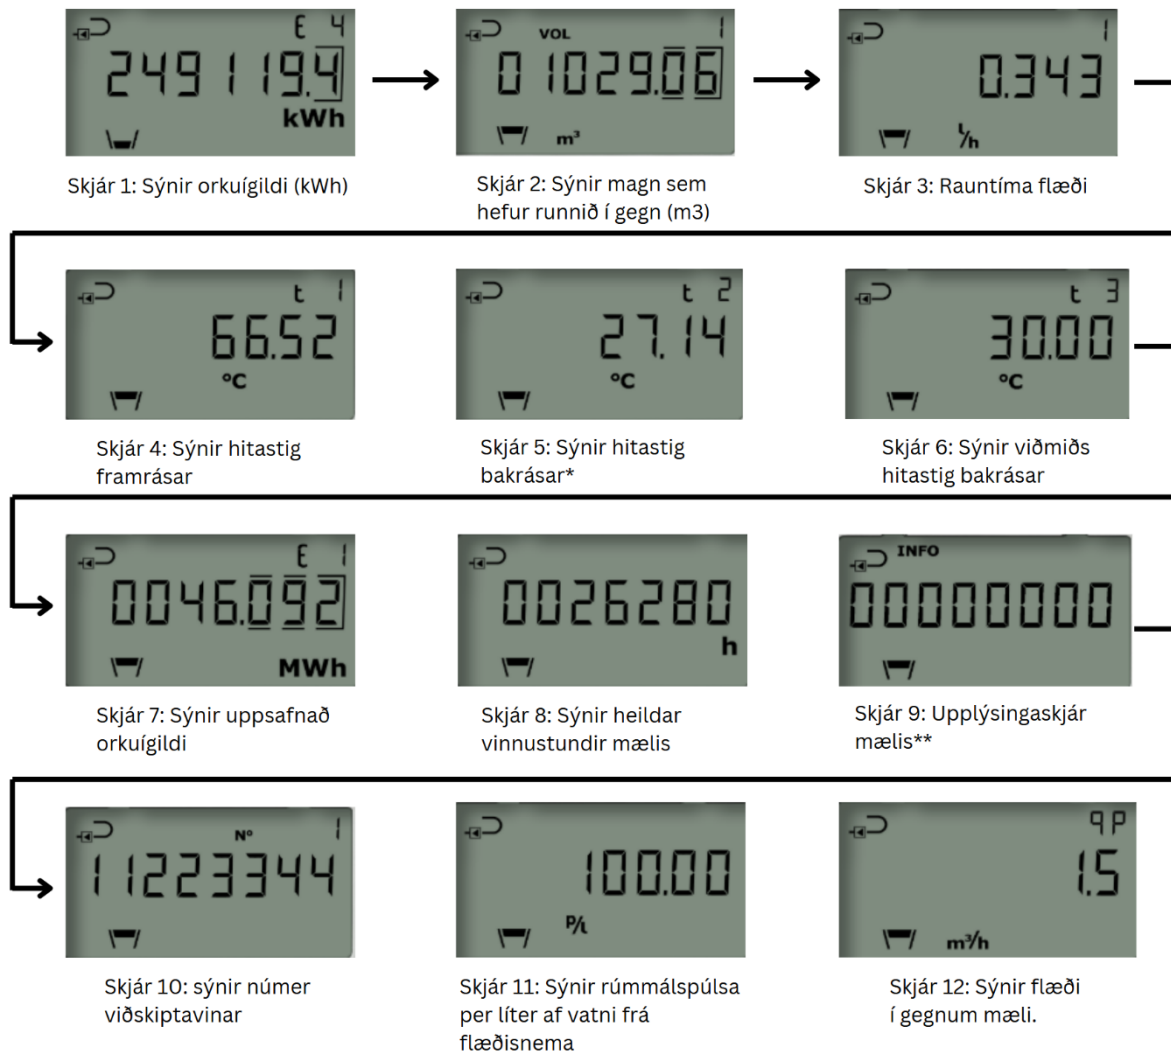 E 4
249119.4
kWh
Skjár 1: Sýnir orkuígildi (kWh)
VOL 1
01029.06
m³
Skjár 2: Sýnir magn sem
hefur runnið í gegn (m3)
1
0.343
l/h
Skjár 3: Rauntíma flæði
t 1
66.52
°C
Skjár 4: Sýnir hitastig
framrásar
t 2
27.14
°C
Skjár 5: Sýnir hitastig
bakrásar*
t 3
30.00
°C
Skjár 6: Sýnir viðmiðs
hitastig bakrásar
E 1
0046.092
MWh
Skjár 7: Sýnir uppsafnað
orkuígildi
0026280
h
Skjár 8: Sýnir heildar
vinnustundir mælis
INFO
00000000
Skjár 9: Upplýsingaskjár
mælis**
Nº 1
11223344
Skjár 10: sýnir númer
viðskiptavinar
100.00
P/L
Skjár 11: Sýnir rúmmálspúlsa
per líter af vatni frá
flæðisnema
qP
1.5
m³/h
Skjár 12: Sýnir flæði
í gegnum mæli.